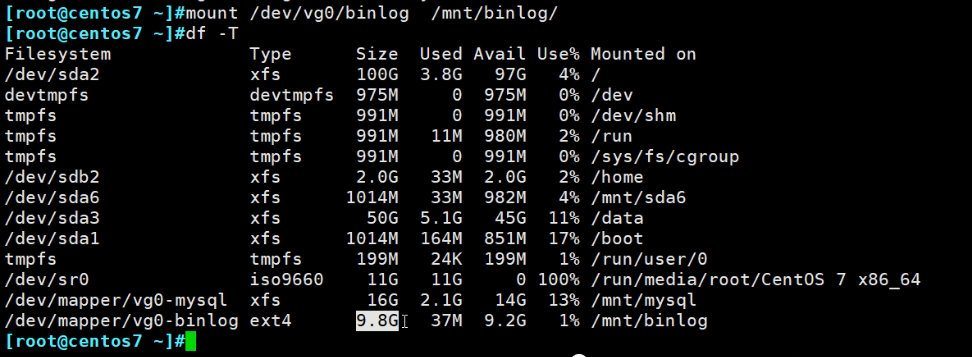 [root@centos7 ~]#mount /dev/vg0/binlog  /mnt/binlog/
[root@centos7 ~]#df -T
Filesystem             Type      Size  Used Avail Use% Mounted on
/dev/sda2              xfs       100G  3.8G   97G   4% /
devtmpfs               devtmpfs  975M     0  975M   0% /dev
tmpfs                  tmpfs     991M     0  991M   0% /dev/shm
tmpfs                  tmpfs     991M   11M  980M   2% /run
tmpfs                  tmpfs     991M     0  991M   0% /sys/fs/cgroup
/dev/sdb2              xfs       2.0G   33M  2.0G   2% /home
/dev/sda6              xfs      1014M   33M  982M   4% /mnt/sda6
/dev/sda3              xfs        50G  5.1G   45G  11% /data
/dev/sda1              xfs      1014M  164M  851M  17% /boot
tmpfs                  tmpfs     199M   24K  199M   1% /run/user/0
/dev/sr0               iso9660    11G   11G     0 100% /run/media/root/CentOS 7 x86_64
/dev/mapper/vg0-mysql  xfs        16G  2.1G   14G  13% /mnt/mysql
/dev/mapper/vg0-binlog ext4      9.8G   37M  9.2G   1% /mnt/binlog
[root@centos7 ~]#